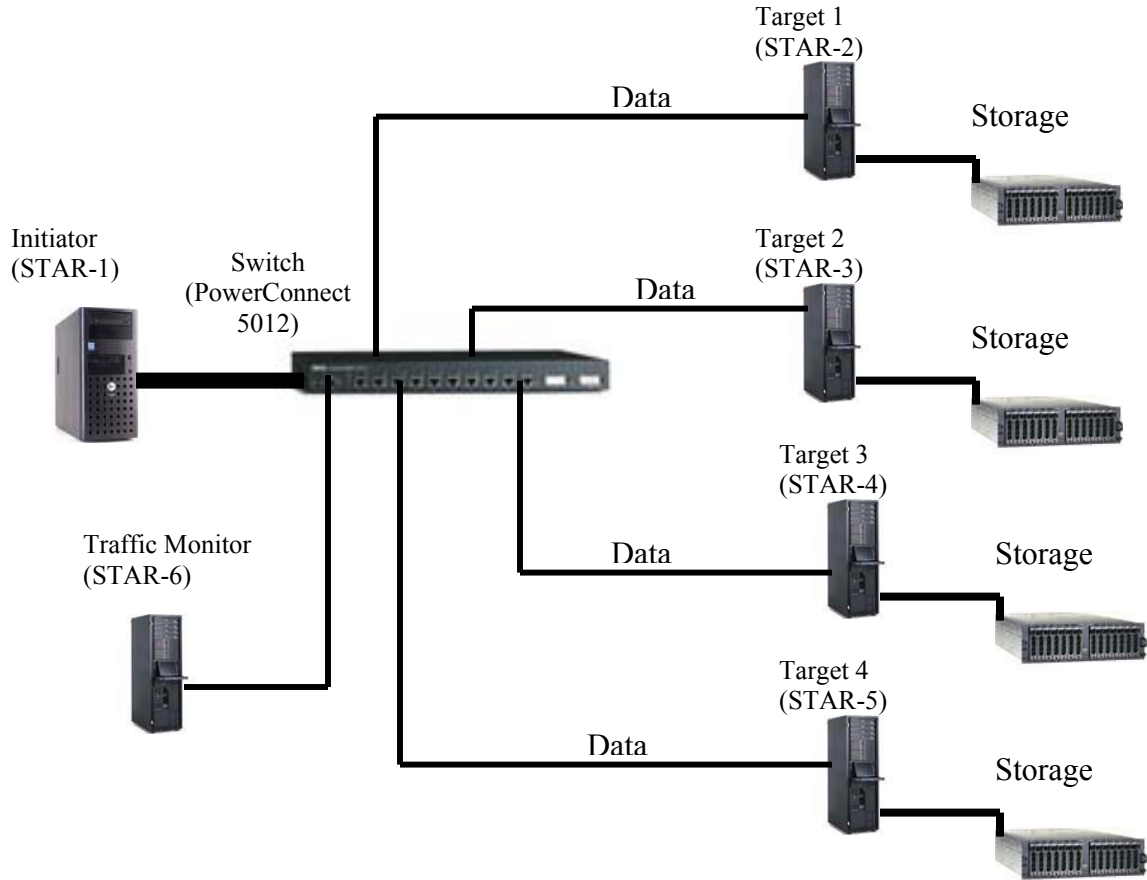 Target 1
(STAR-2)
Data
Storage
Initiator
(STAR-1)
Switch
(PowerConnect
5012)
Target 2
(STAR-3)
Data
Storage
Target 3
(STAR-4)
Data
Storage
Traffic Monitor
(STAR-6)
Target 4
(STAR-5)
Data
Storage